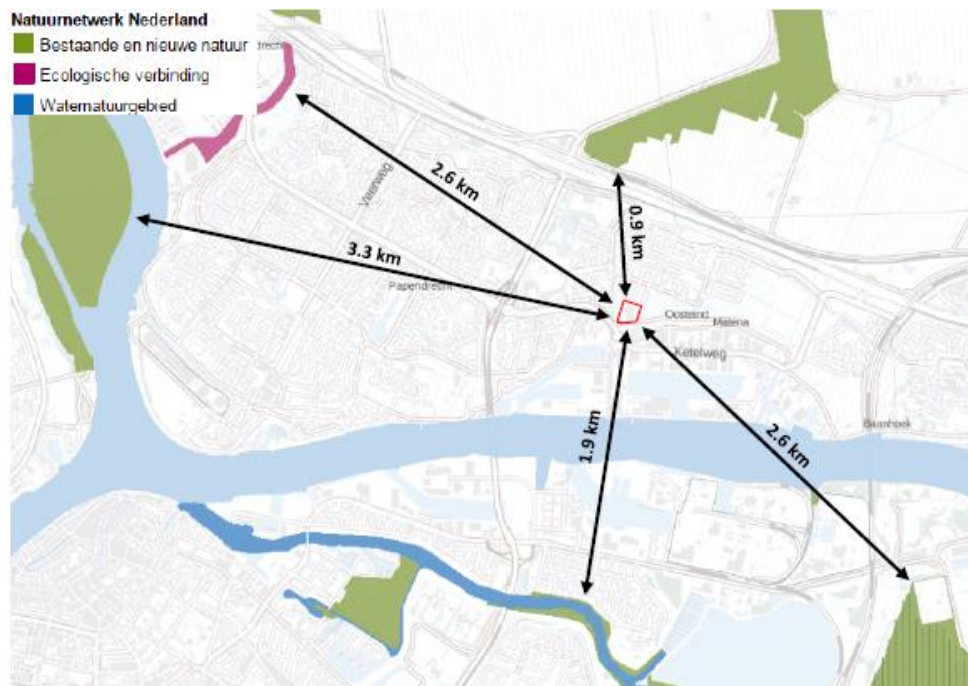 Natuurnetwerk Nederland
Bestaande en nieuwe natuur
Ecologische verbinding
Waternatuurgebied
2.6 km
Veerweg
0.9 km
3.3 km
Papendrecht
Oosteind
Matena
Ketelweg
1.9 km
2.6 km
Baanhoek